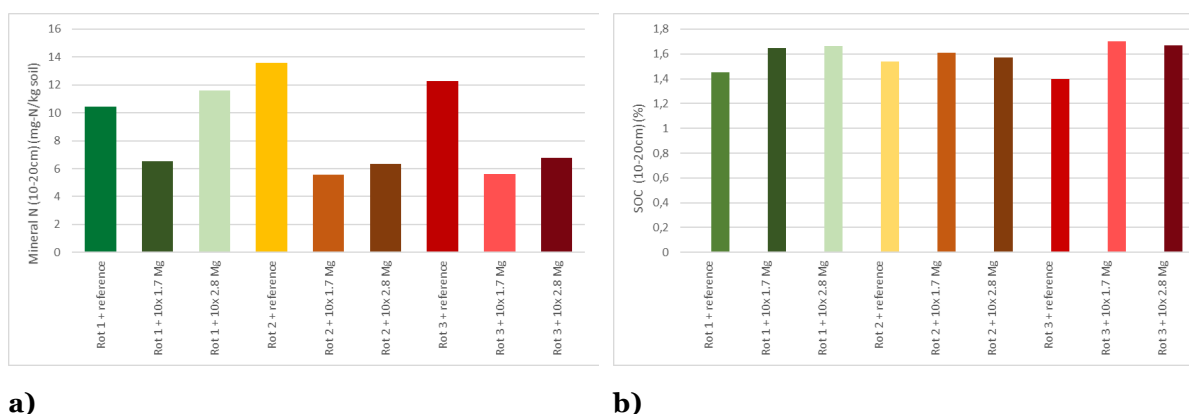 Mineral N (10-20cm) (mg-N/kg soil)
16
14
12
10
8
6
4
2
0
Rot 1 + reference
Rot 1 + 10x 1.7 Mg
Rot 1 + 10x 2.8 Mg
Rot 2 + reference
Rot 2 + 10x 1.7 Mg
Rot 2 + 10x 2.8 Mg
Rot 3 + reference
Rot 3 + 10x 1.7 Mg
Rot 3 + 10x 2.8 Mg
a)
SOC (10-20cm) (%)
1,8
1,6
1,4
1,2
1
0,8
0,6
0,4
0,2
0
Rot 1 + reference
Rot 1 + 10x 1.7 Mg
Rot 1 + 10x 2.8 Mg
Rot 2 + reference
Rot 2 + 10x 1.7 Mg
Rot 2 + 10x 2.8 Mg
Rot 3 + reference
Rot 3 + 10x 1.7 Mg
Rot 3 + 10x 2.8 Mg
b)